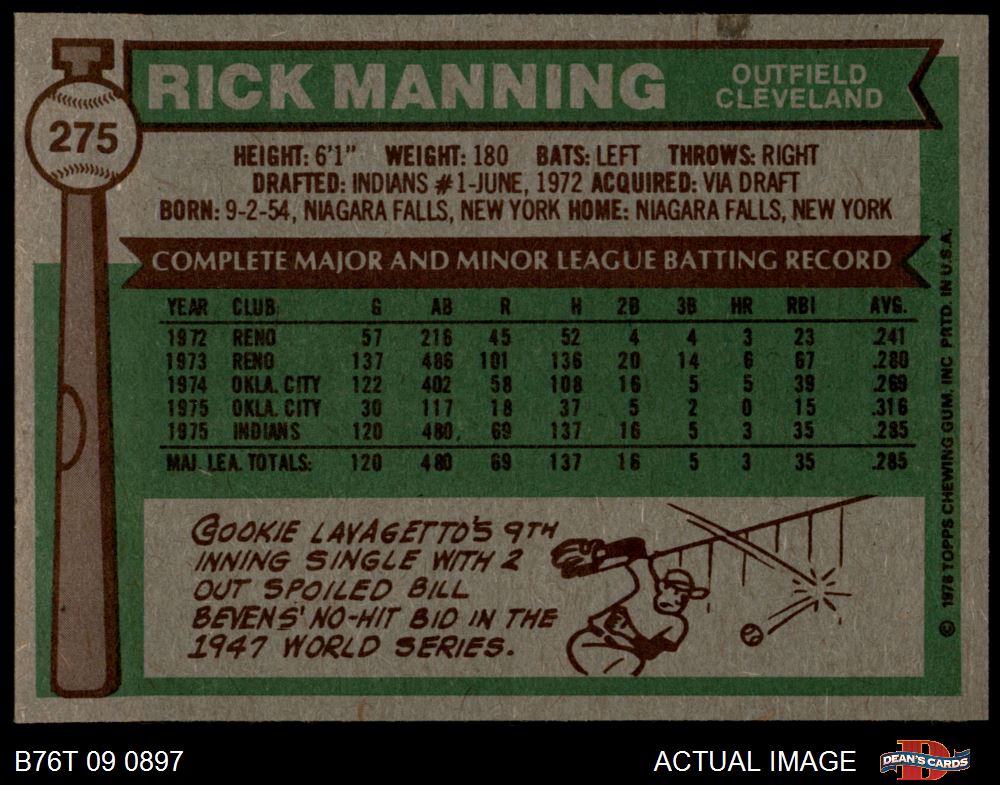 RICK MANNING
OUTFIELD
CLEVELAND
275
HEIGHT: 6'1" WEIGHT: 180 BATS: LEFT THROWS: RIGHT
DRAFTED: INDIANS #1-JUNE, 1972 ACQUIRED: VIA DRAFT
BORN: 9-2-54, NIAGARA FALLS, NEW YORK HOME: NIAGARA FALLS, NEW YORK
COMPLETE MAJOR AND MINOR LEAGUE BATTING RECORD
YEAR CLUB G AB R H 2B 3B HR RBI AVG.
1972 RENO 57 216 45 52 4 4 3 23 .241
1973 RENO 137 486 101 136 20 14 6 67 .280
1974 OKLA. CITY 122 402 58 108 16 5 5 39 .269
1975 OKLA. CITY 30 117 18 37 5 2 0 15 .316
1975 INDIANS 120 480 69 137 16 5 3 35 .285
MAJ. LEA. TOTALS: 120 480 69 137 16 5 3 35 .285
COOKIE LAVAGETTO'S 9TH
INNING SINGLE WITH 2
OUT SPOILED BILL
BEVENS' NO-HIT BID IN THE
1947 WORLD SERIES.
© 1976 TOPPS CHEWING GUM, INC. PRTD. IN U.S.A.
B76T 09 0897
ACTUAL IMAGE
D
DEAN'S CARDS